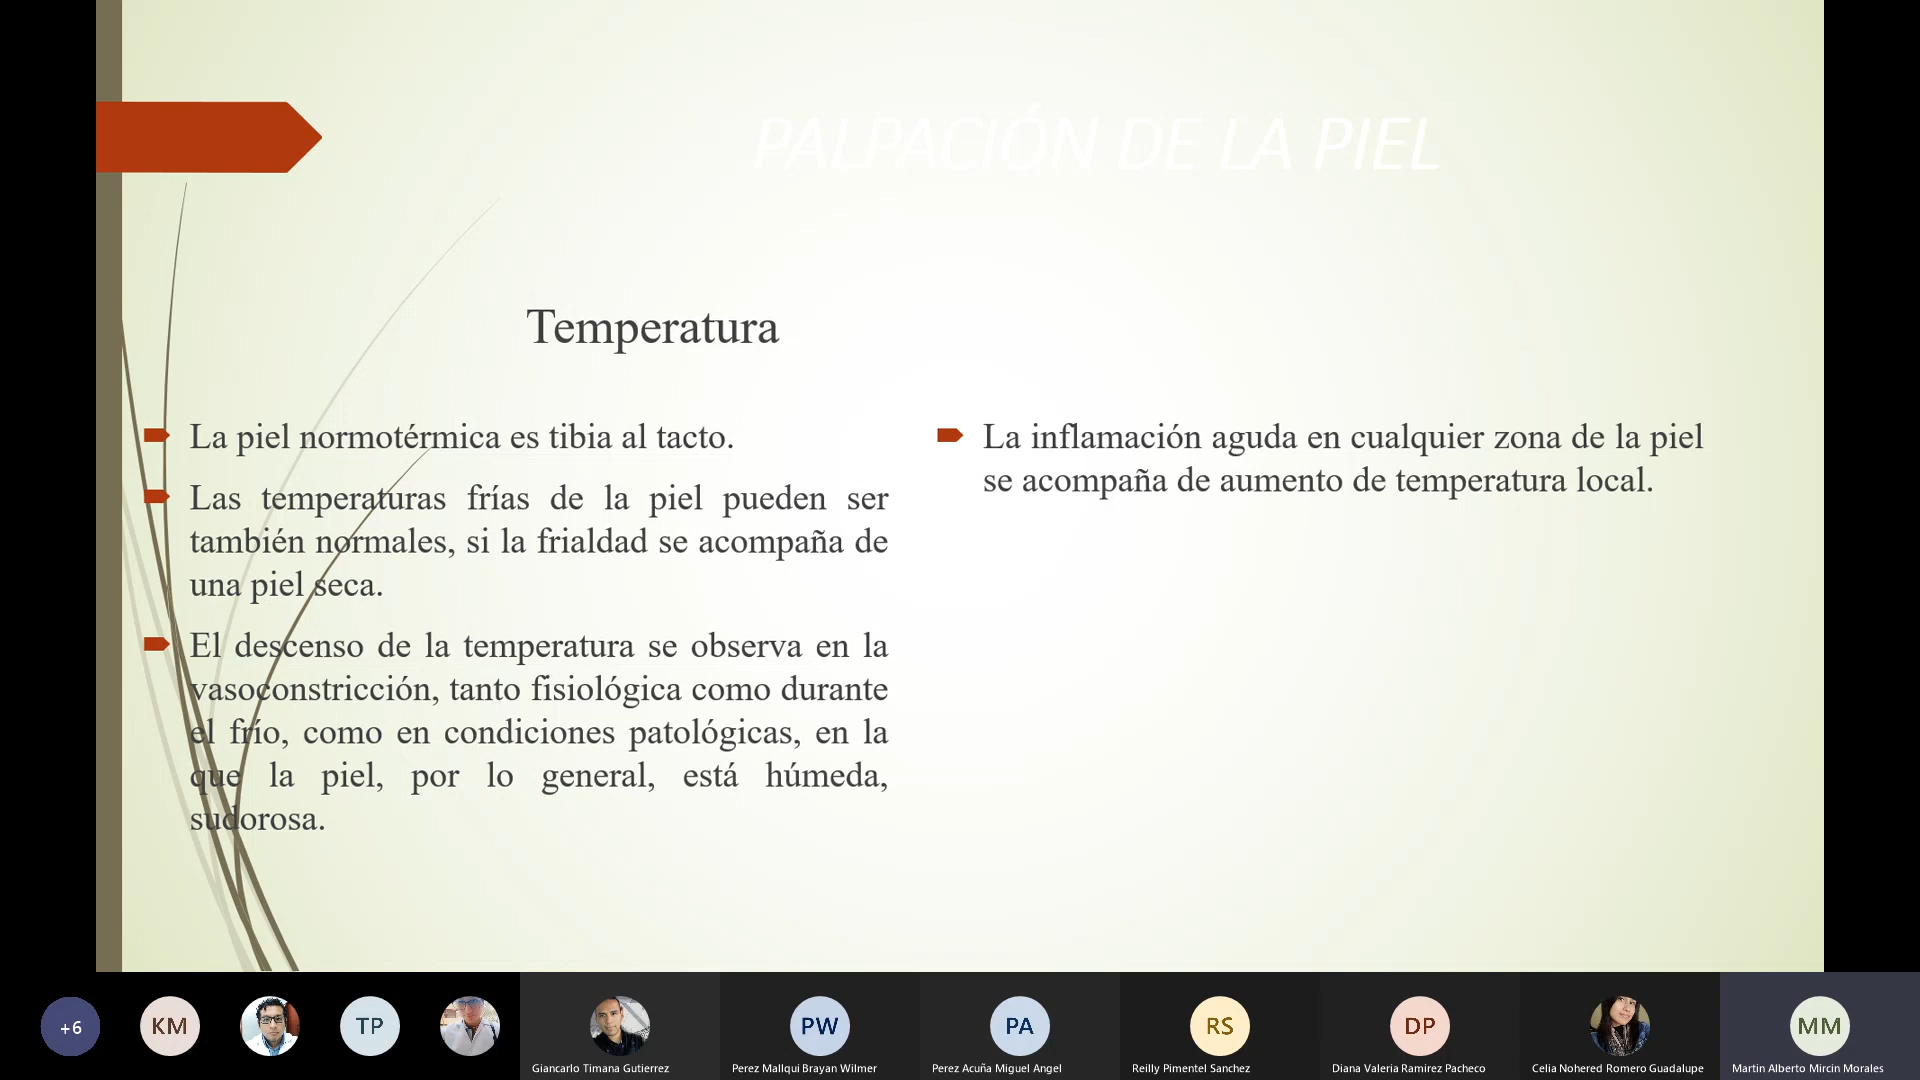 PALPACIÓN DE LA PIEL
Temperatura
La piel normotérmica es tibia al tacto.
Las temperaturas frías de la piel pueden ser
también normales, si la frialdad se acompaña de
una piel seca.
El descenso de la temperatura se observa en la
vasoconstricción, tanto fisiológica como durante
el frío, como en condiciones patológicas, en la
que la piel, por lo general, está húmeda,
sudorosa.
La inflamación aguda en cualquier zona de la piel
se acompaña de aumento de temperatura local.
+6
KM
TP
Giancarlo Timana Gutierrez
PW
Perez Mallqui Brayan Wilmer
PA
Perez Acuña Miguel Angel
RS
Reilly Pimentel Sanchez
DP
Diana Valeria Ramirez Pacheco
Celia Nohered Romero Guadalupe
MM
Martin Alberto Mircin Morales